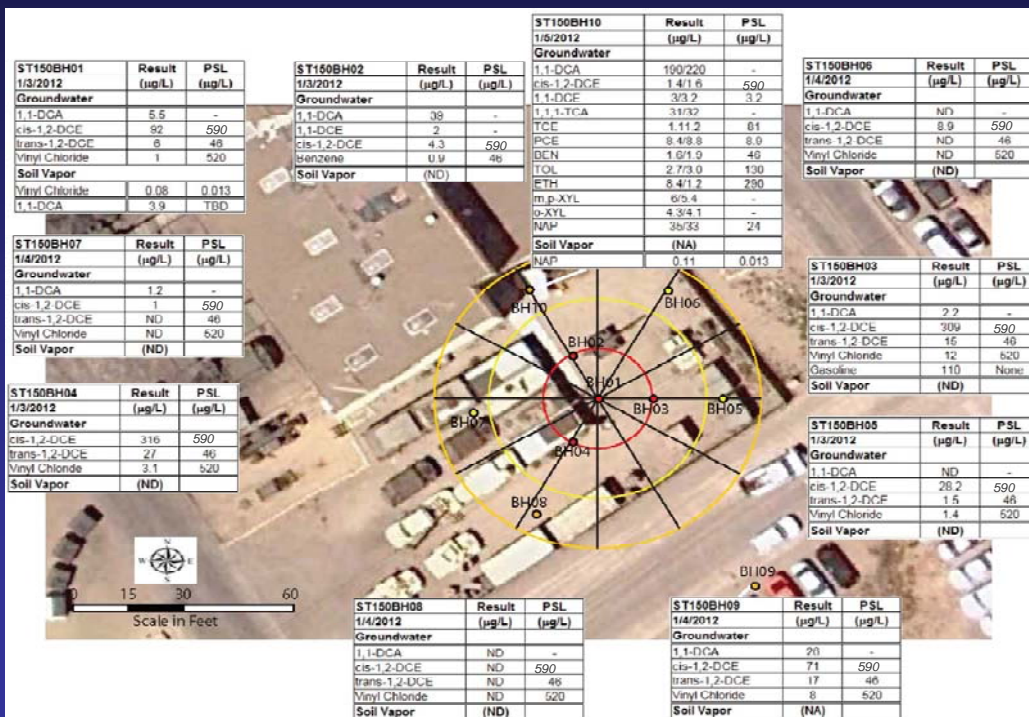 ST150BH01 Result PSL
1/3/2012 (µg/L) (µg/L)
Groundwater
1,1-DCA 5.5 -
cis-1,2-DCE 92 590
trans-1,2-DCE 6 46
Vinyl Chloride 1 520
Soil Vapor
Vinyl Chloride 0.08 0.013
1,1-DCA 3.9 TBD
ST150BH02 Result PSL
1/3/2012 (µg/L) (µg/L)
Groundwater
1,1-DCA 39 -
1,1-DCE 2 -
cis-1,2-DCE 4.3 590
Benzene 0.9 46
Soil Vapor (ND)
ST150BH10 Result PSL
1/5/2012 (µg/L) (µg/L)
Groundwater
1,1-DCA 190/220 -
cis-1,2-DCE 1.4/1.6 590
1,1-DCE 3/3.2 3.2
1,1,1-TCA 31/32 -
TCE 1.1/1.2 81
PCE 8.4/8.8 8.0
BEN 1.8/1.9 46
TOL 2.7/3.0 130
ETH 8.4/1.2 290
m,p-XYL 6/5.4 -
o-XYL 4.3/4.1 -
NAP 35/33 24
Soil Vapor (NA)
NAP 0.11 0.013
ST150BH06 Result PSL
1/4/2012 (µg/L) (µg/L)
Groundwater
1,1-DCA ND -
cis-1,2-DCE 8.9 590
trans-1,2-DCE ND 46
Vinyl Chloride ND 520
Soil Vapor (ND)
ST150BH07 Result PSL
1/4/2012 (µg/L) (µg/L)
Groundwater
1,1-DCA 1.2 -
cis-1,2-DCE 1 590
trans-1,2-DCE ND 46
Vinyl Chloride ND 520
Soil Vapor (ND)
ST150BH03 Result PSL
1/3/2012 (µg/L) (µg/L)
Groundwater
1,1-DCA 2.2 -
cis-1,2-DCE 309 590
trans-1,2-DCE 15 46
Vinyl Chloride 12 520
Gasoline 110 None
Soil Vapor (ND)
ST150BH04 Result PSL
1/3/2012 (µg/L) (µg/L)
Groundwater
cis-1,2-DCE 316 590
trans-1,2-DCE 27 46
Vinyl Chloride 3.1 520
Soil Vapor (ND)
ST150BH05 Result PSL
1/3/2012 (µg/L) (µg/L)
Groundwater
1,1-DCA ND -
cis-1,2-DCE 28.2 590
trans-1,2-DCE 1.5 46
Vinyl Chloride 1.4 520
Soil Vapor (ND)
BH10
BH06
BH02
BH01
BH03
BH05
BH07
BH04
BH08
BH09
N
W E
S
0 15 30 60
Scale in Feet
ST150BH08 Result PSL
1/4/2012 (µg/L) (µg/L)
Groundwater
1,1-DCA ND -
cis-1,2-DCE ND 590
trans-1,2-DCE ND 46
Vinyl Chloride ND 520
Soil Vapor (ND)
ST150BH09 Result PSL
1/4/2012 (µg/L) (µg/L)
Groundwater
1,1-DCA 20 -
cis-1,2-DCE 71 590
trans-1,2-DCE 17 46
Vinyl Chloride 8 520
Soil Vapor (NA)